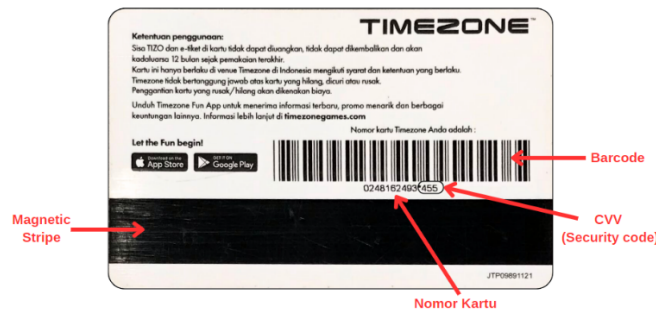 TIMEZONE™
Ketentuan penggunaan:
Sisa TIZO dan e-tiket di kartu tidak dapat diuangkan, tidak dapat dikembalikan dan akan
kadaluarsa 12 bulan sejak pemakaian terakhir.
Kartu ini hanya berlaku di venue Timezone di Indonesia mengikuti syarat dan ketentuan yang berlaku.
Timezone tidak bertanggung jawab atas kartu yang hilang, dicuri atau rusak.
Penggantian kartu yang rusak/hilang akan dikenakan biaya.
Unduh Timezone Fun App untuk menerima informasi terbaru, promo menarik dan berbagai
keuntungan lainnya. Informasi lebih lanjut di timezonegames.com
Nomor kartu Timezone Anda adalah :
Let the Fun begin!
Download on the
App Store
GET IT ON
Google Play
Barcode
0248162493*455
CVV
(Security code)
Magnetic
Stripe
JTP09891121
Nomor Kartu